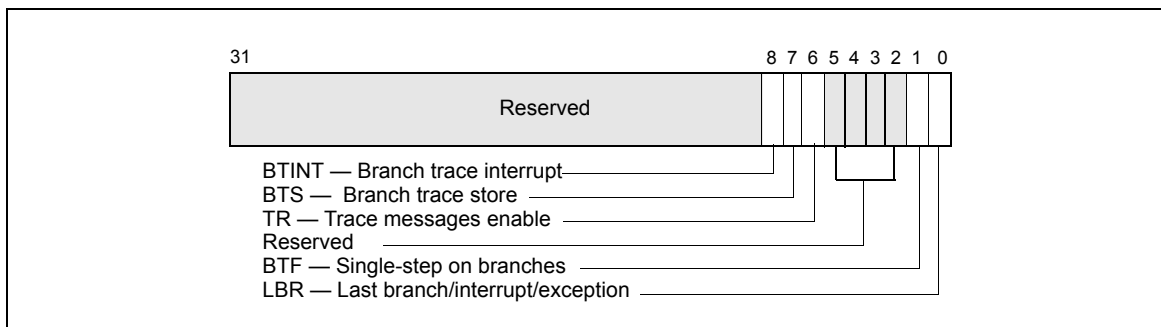 31 8 7 6 5 4 3 2 1 0
Reserved
BTINT — Branch trace interrupt
BTS — Branch trace store
TR — Trace messages enable
Reserved
BTF — Single-step on branches
LBR — Last branch/interrupt/exception